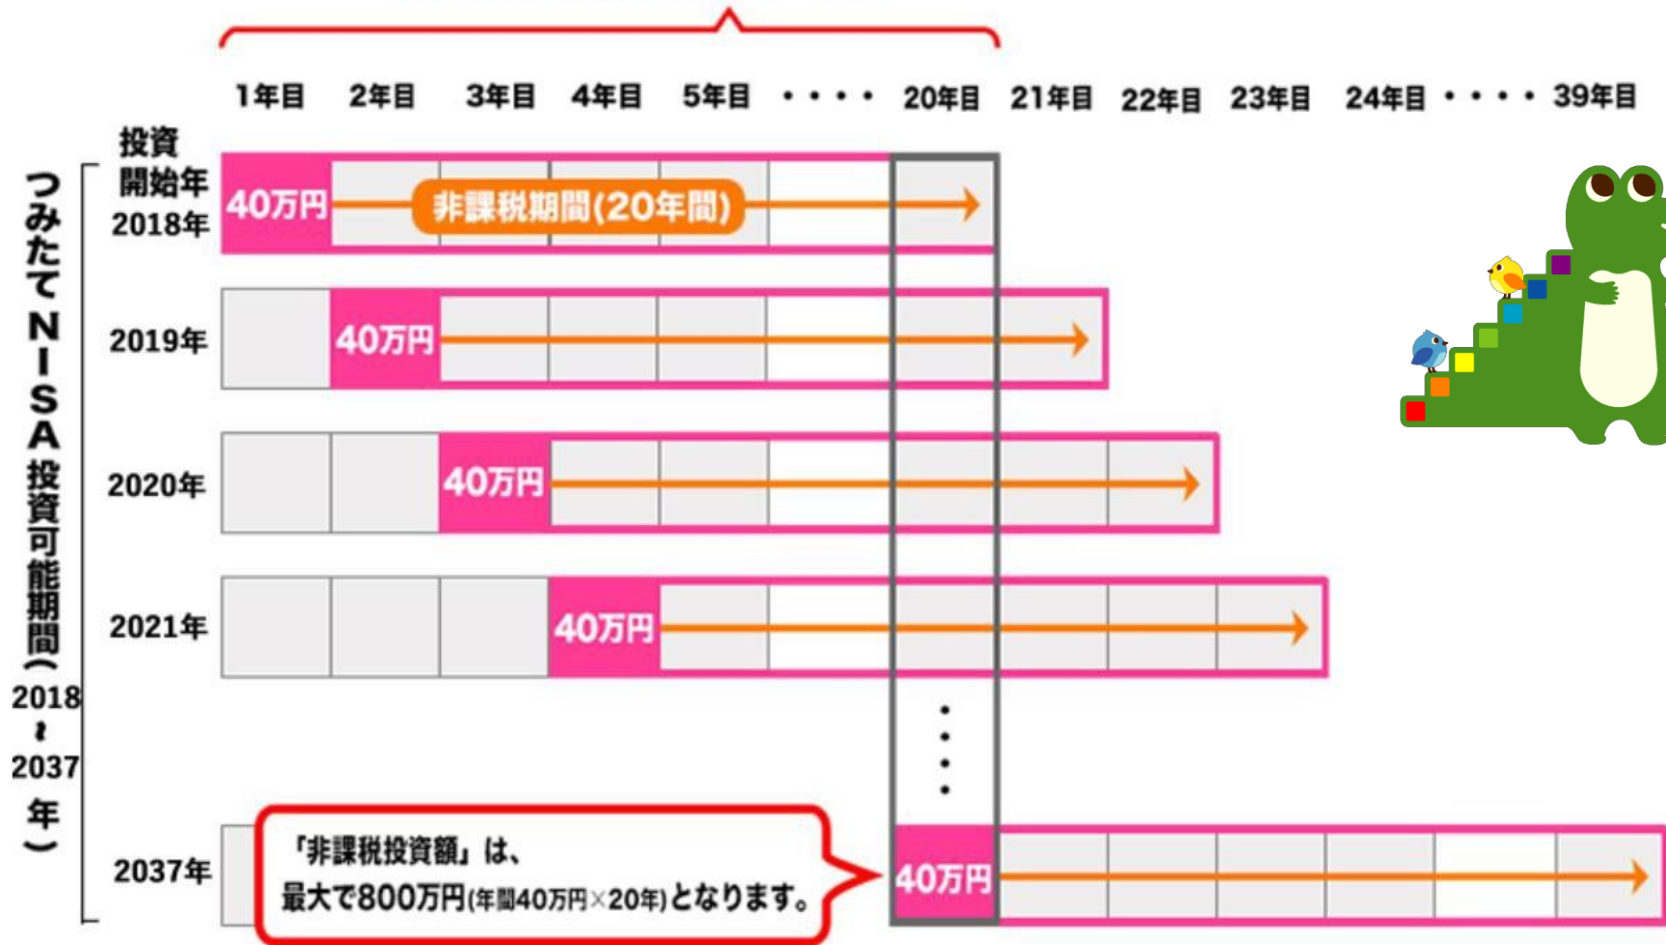 1年目 2年目 3年目 4年目 5年目 ・・・・ 20年目 21年目 22年目 23年目 24年目 ・・・・ 39年目
つみたてNISA投資可能期間(2018~2037年)
投資
開始年
2018年
40万円
非課税期間(20年間)
2019年
40万円
2020年
40万円
2021年
40万円
2037年
「非課税投資額」は、
最大で800万円(年間40万円×20年)となります。
40万円